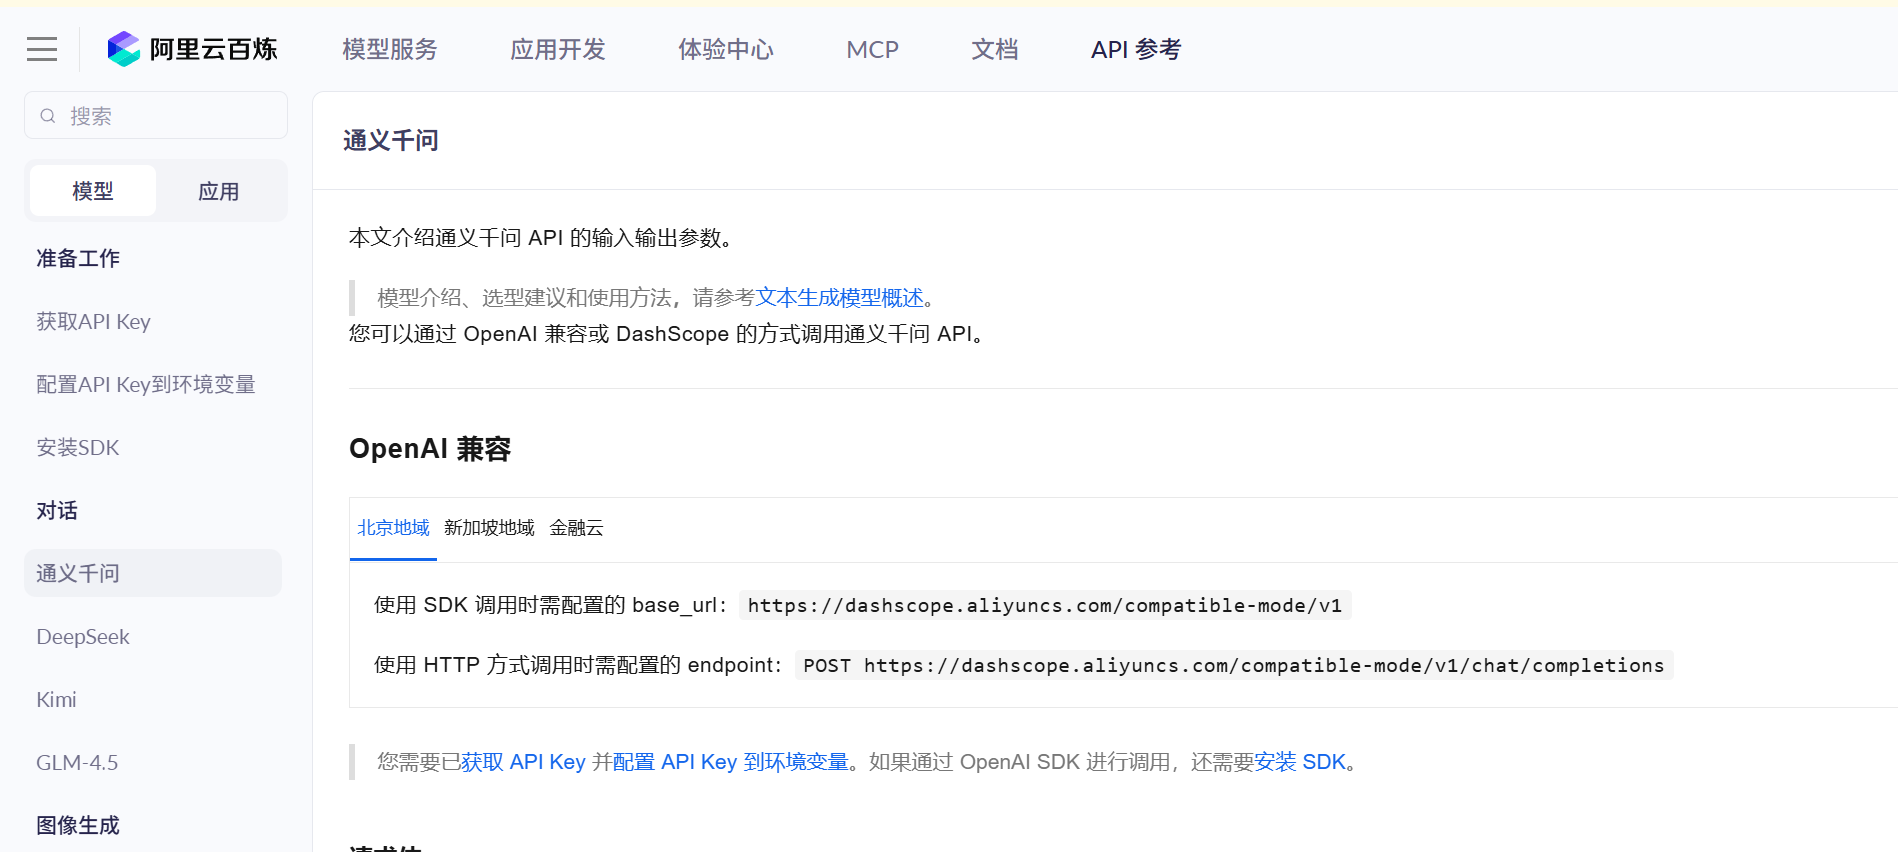 阿里云百炼
模型服务
应用开发
体验中心
MCP
文档
API 参考
搜索
模型
应用
准备工作
获取API Key
配置API Key到环境变量
安装SDK
对话
通义千问
DeepSeek
Kimi
GLM-4.5
图像生成
通义千问
本文介绍通义千问 API 的输入输出参数。
模型介绍、选型建议和使用方法，请参考文本生成模型概述。
您可以通过 OpenAI 兼容或 DashScope 的方式调用通义千问 API。
OpenAI 兼容
北京地域 新加坡地域 金融云
使用 SDK 调用时需配置的 base_url：https://dashscope.aliyuncs.com/compatible-mode/v1
使用 HTTP 方式调用时需配置的 endpoint：POST https://dashscope.aliyuncs.com/compatible-mode/v1/chat/completions
您需要已获取 API Key 并配置 API Key 到环境变量。如果通过 OpenAI SDK 进行调用，还需要安装 SDK。